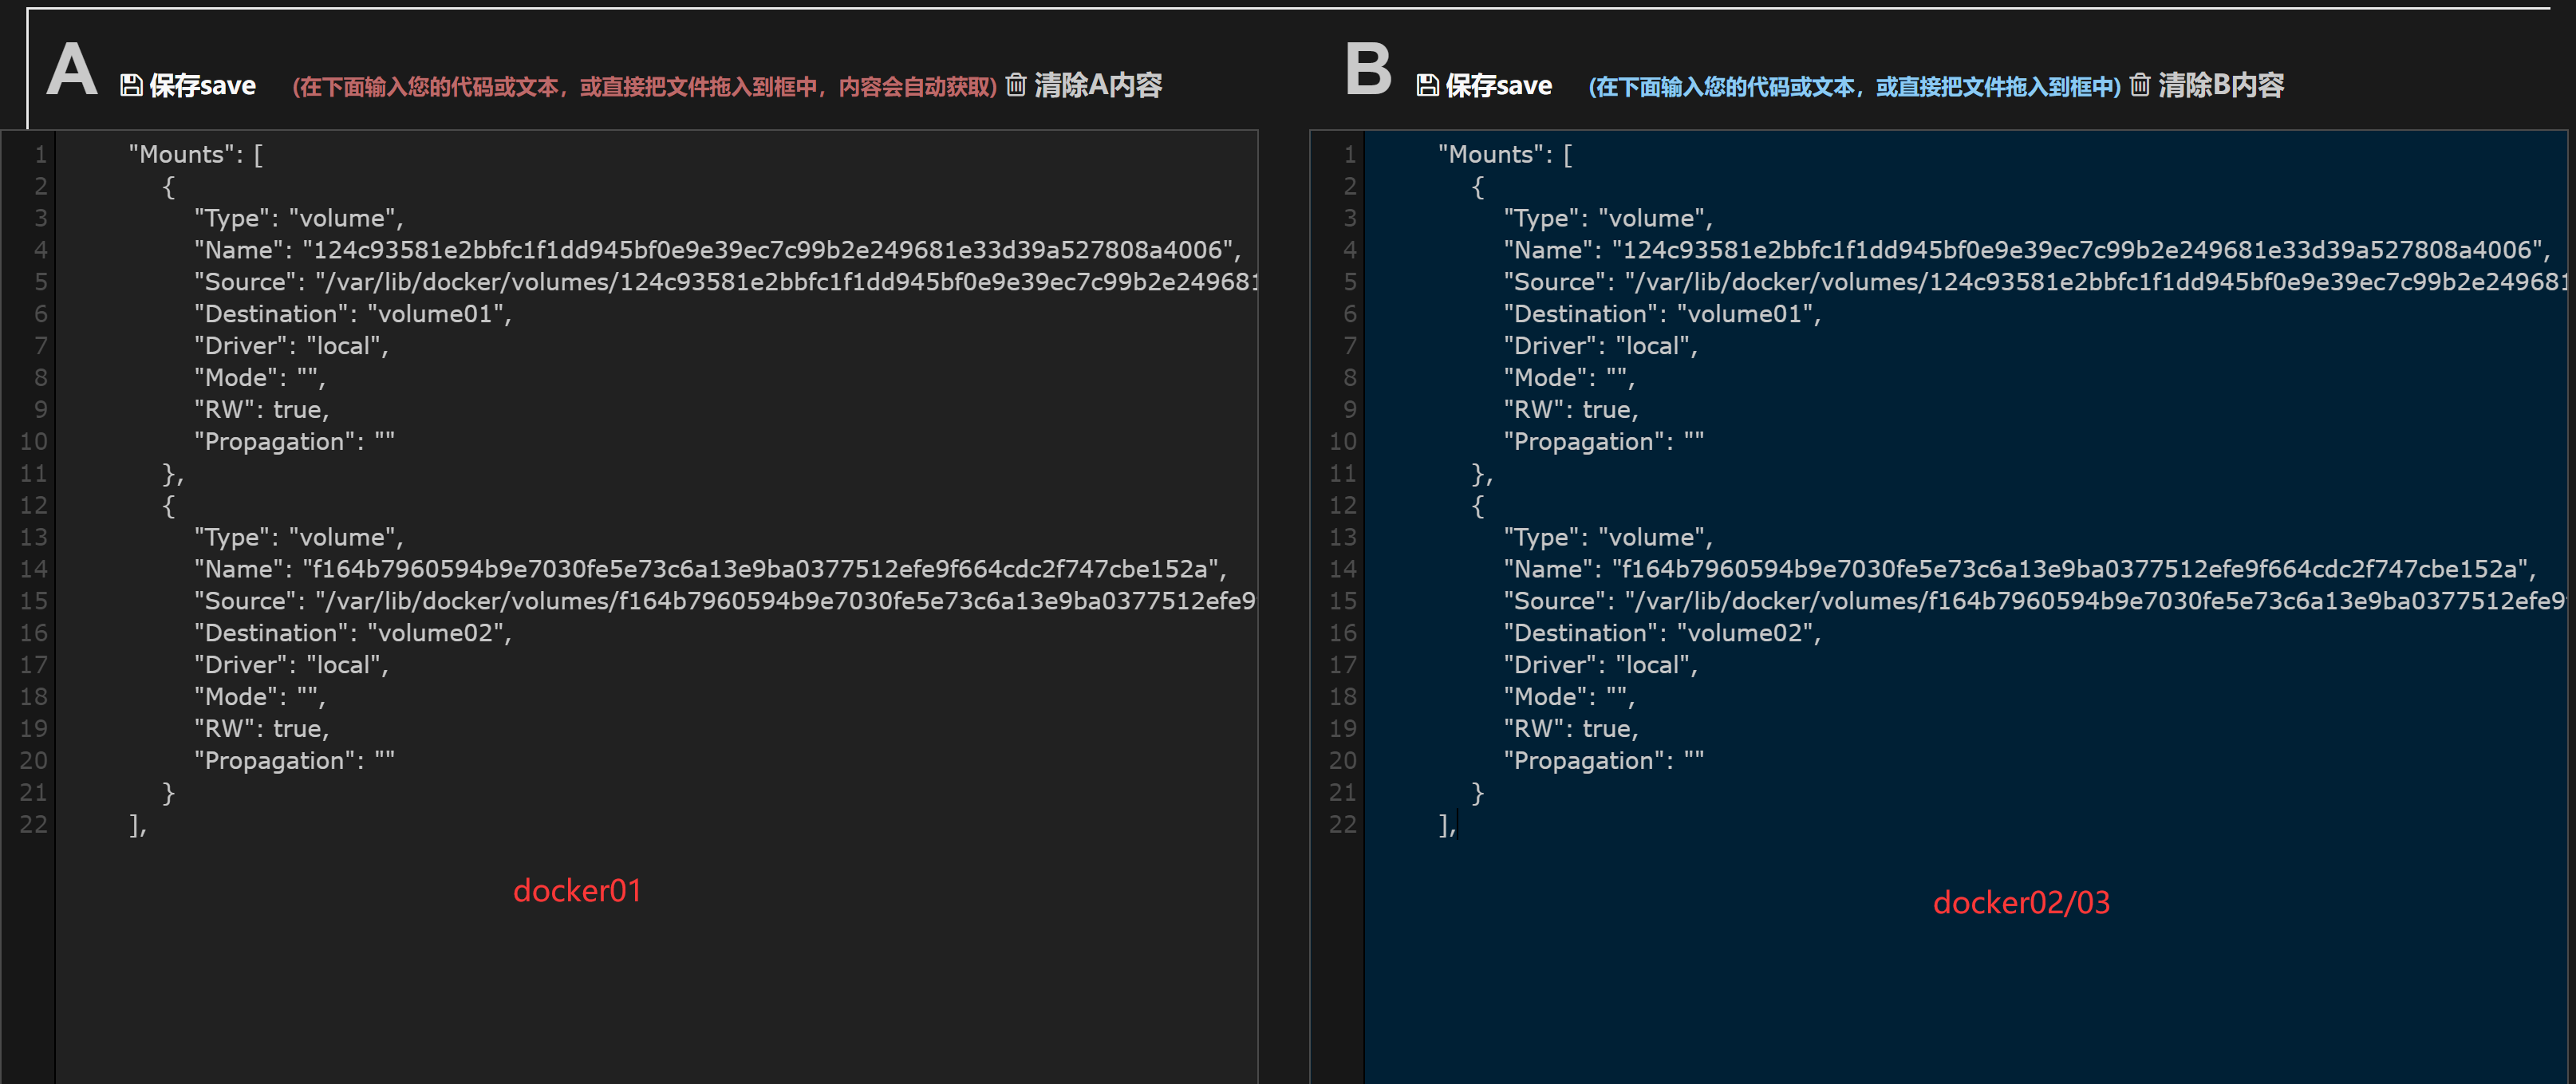 A 保存save (在下面输入您的代码或文本，或直接把文件拖入到框中，内容会自动获取) 清除A内容
1 "Mounts": [
2 {
3 "Type": "volume",
4 "Name": "124c93581e2bbfc1f1dd945bf0e9e39ec7c99b2e249681e33d39a527808a4006",
5 "Source": "/var/lib/docker/volumes/124c93581e2bbfc1f1dd945bf0e9e39ec7c99b2e249681
6 "Destination": "volume01",
7 "Driver": "local",
8 "Mode": "",
9 "RW": true,
10 "Propagation": ""
11 },
12 {
13 "Type": "volume",
14 "Name": "f164b7960594b9e7030fe5e73c6a13e9ba0377512efe9f664cdc2f747cbe152a",
15 "Source": "/var/lib/docker/volumes/f164b7960594b9e7030fe5e73c6a13e9ba0377512efe9
16 "Destination": "volume02",
17 "Driver": "local",
18 "Mode": "",
19 "RW": true,
20 "Propagation": ""
21 }
22 ],
docker01
B 保存save (在下面输入您的代码或文本，或直接把文件拖入到框中) 清除B内容
1 "Mounts": [
2 {
3 "Type": "volume",
4 "Name": "124c93581e2bbfc1f1dd945bf0e9e39ec7c99b2e249681e33d39a527808a4006",
5 "Source": "/var/lib/docker/volumes/124c93581e2bbfc1f1dd945bf0e9e39ec7c99b2e249681
6 "Destination": "volume01",
7 "Driver": "local",
8 "Mode": "",
9 "RW": true,
10 "Propagation": ""
11 },
12 {
13 "Type": "volume",
14 "Name": "f164b7960594b9e7030fe5e73c6a13e9ba0377512efe9f664cdc2f747cbe152a",
15 "Source": "/var/lib/docker/volumes/f164b7960594b9e7030fe5e73c6a13e9ba0377512efe9
16 "Destination": "volume02",
17 "Driver": "local",
18 "Mode": "",
19 "RW": true,
20 "Propagation": ""
21 }
22 ],
docker02/03